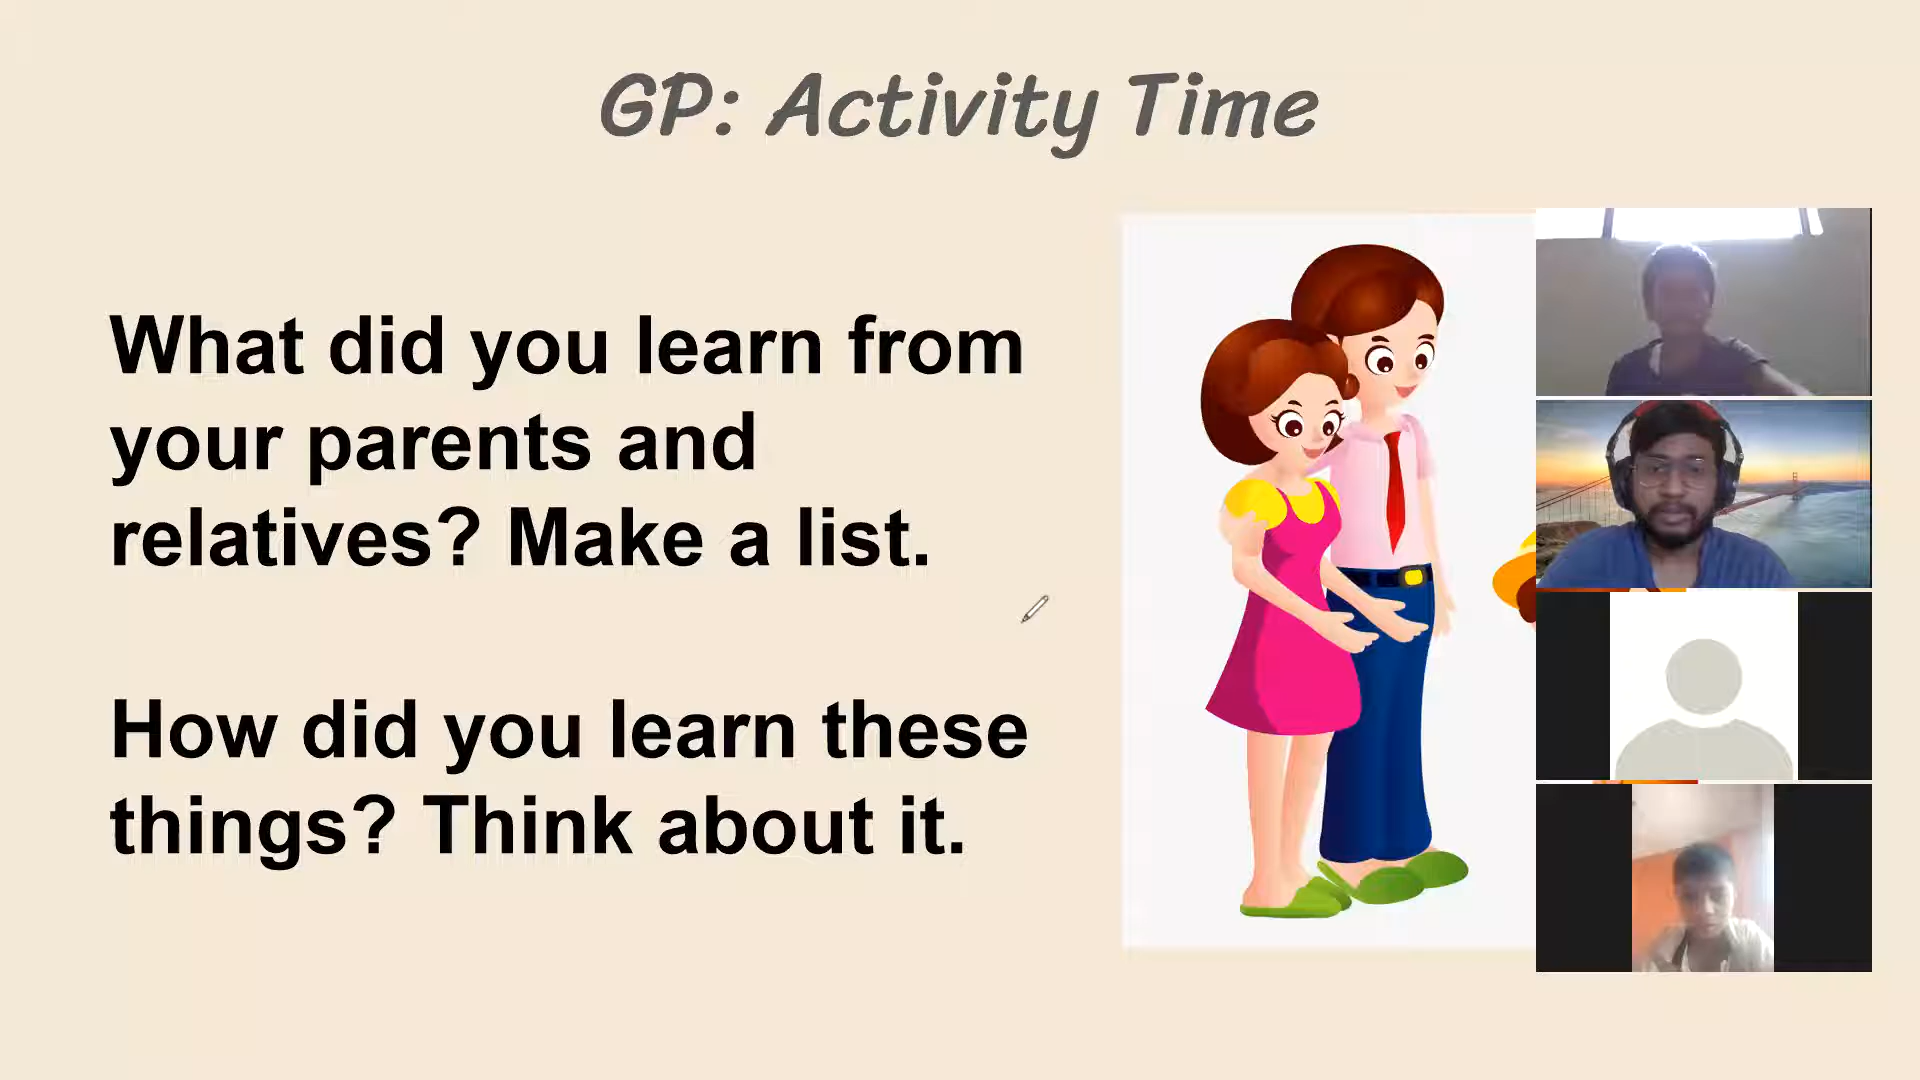 GP: Activity Time
What did you learn from
your parents and
relatives? Make a list.
How did you learn these
things? Think about it.